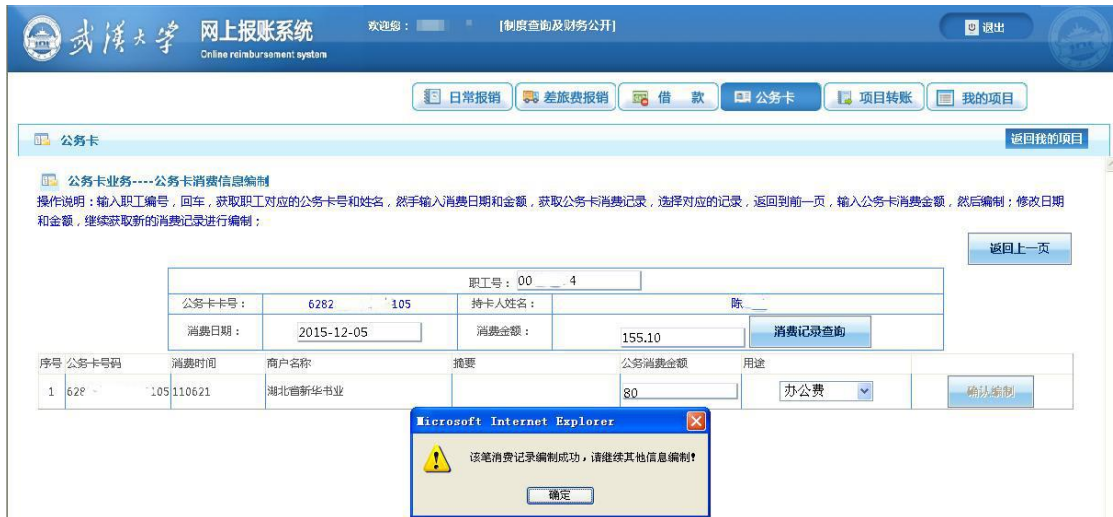 武汉大学 网上报账系统 欢迎您： [制度查询及财务公开] 退出
Online reimbursement system
日常报销 差旅费报销 借 款 公务卡 项目转账 我的项目
公务卡 返回我的项目
公务卡业务----公务卡消费信息编制
操作说明：输入职工编号，回车，获取职工对应的公务卡号和姓名，然手输入消费日期和金额，获取公务卡消费记录，选择对应的记录，返回到前一页，输入公务卡消费金额，然后编制；修改日期
和金额，继续获取新的消费记录进行编制；
返回上一页
职工号： 00 4
公务卡卡号： 6282 105 持卡人姓名： 陈
消费日期： 2015-12-05 消费金额： 155.10 消费记录查询
序号 公务卡号码 消费时间 商户名称 摘要 公务消费金额 用途
1 628 105 110621 湖北省新华书业 80 办公费 确认编制
Microsoft Internet Explorer
该笔消费记录编制成功，请继续其他信息编制!
确定